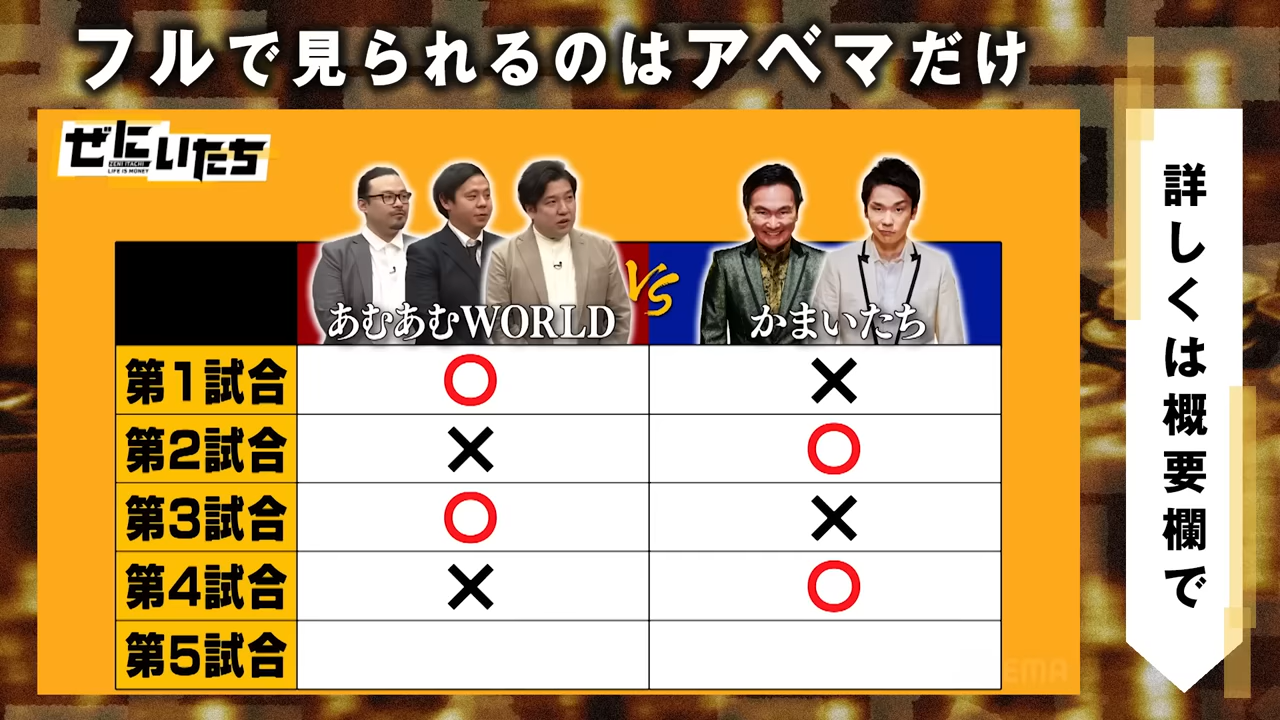 フルで見られるのはアベマだけ
ぜにいたち
ZENI ITACHI
LIFE IS MONEY
あむあむWORLD
VS
かまいたち
第1試合 ○ ×
第2試合 × ○
第3試合 ○ ×
第4試合 × ○
第5試合
詳しくは概要欄で